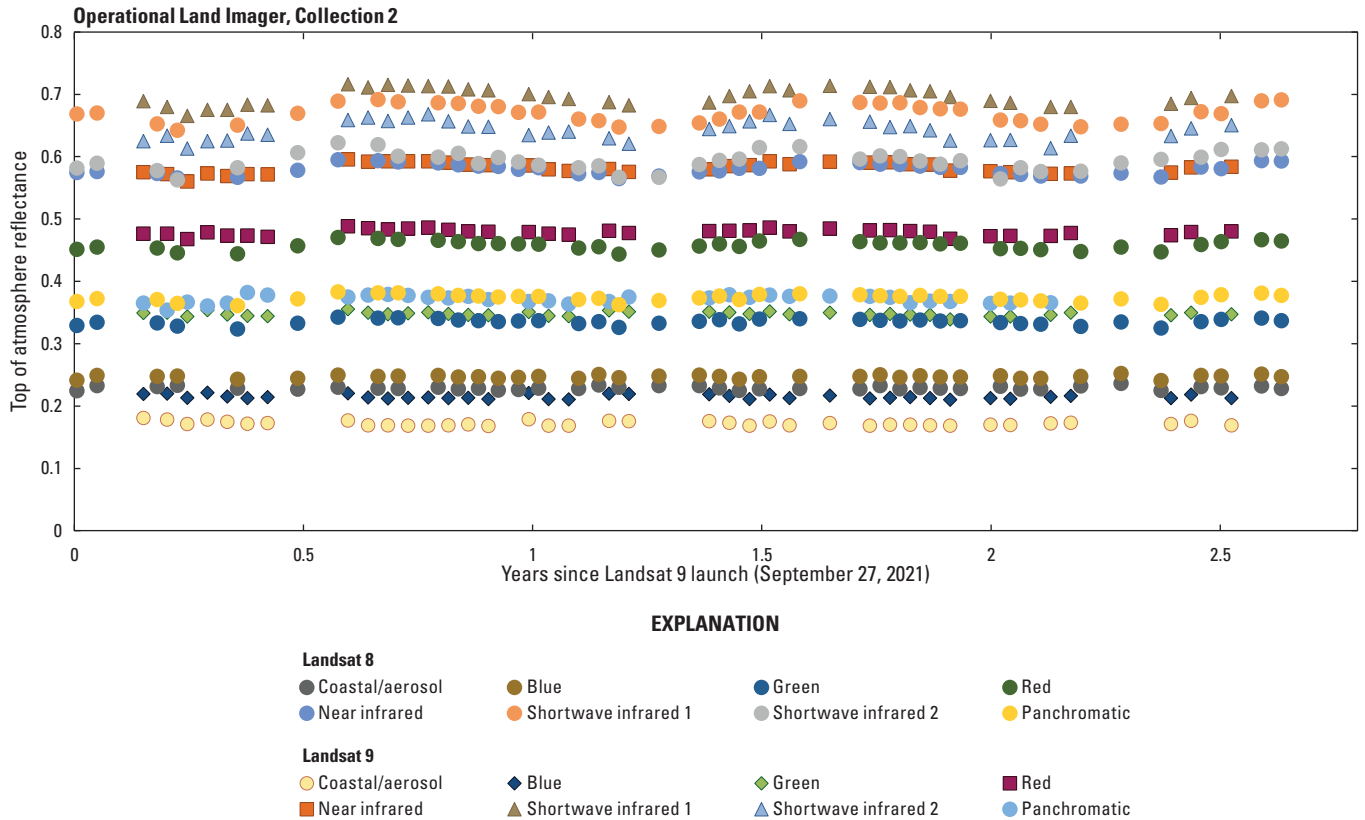 Operational Land Imager, Collection 2
Top of atmosphere reflectance
0.8
0.7
0.6
0.5
0.4
0.3
0.2
0.1
0
0 0.5 1 1.5 2 2.5
Years since Landsat 9 launch (September 27, 2021)
EXPLANATION
Landsat 8
Coastal/aerosol Blue Green Red
Near infrared Shortwave infrared 1 Shortwave infrared 2 Panchromatic
Landsat 9
Coastal/aerosol Blue Green Red
Near infrared Shortwave infrared 1 Shortwave infrared 2 Panchromatic